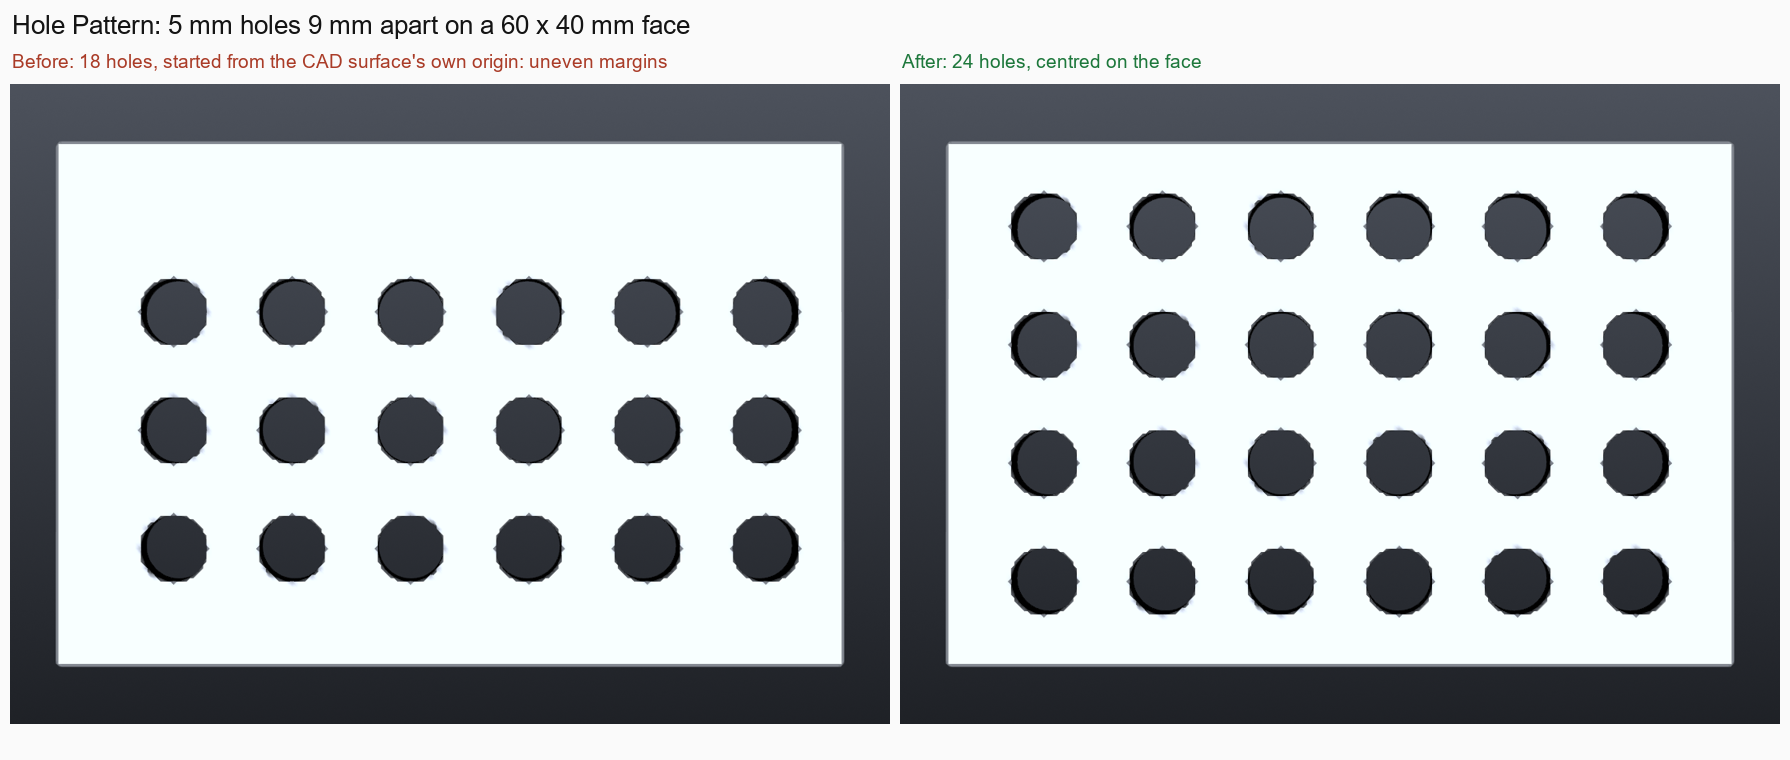 Hole Pattern: 5 mm holes 9 mm apart on a 60 x 40 mm face
Before: 18 holes, started from the CAD surface's own origin: uneven margins
After: 24 holes, centred on the face